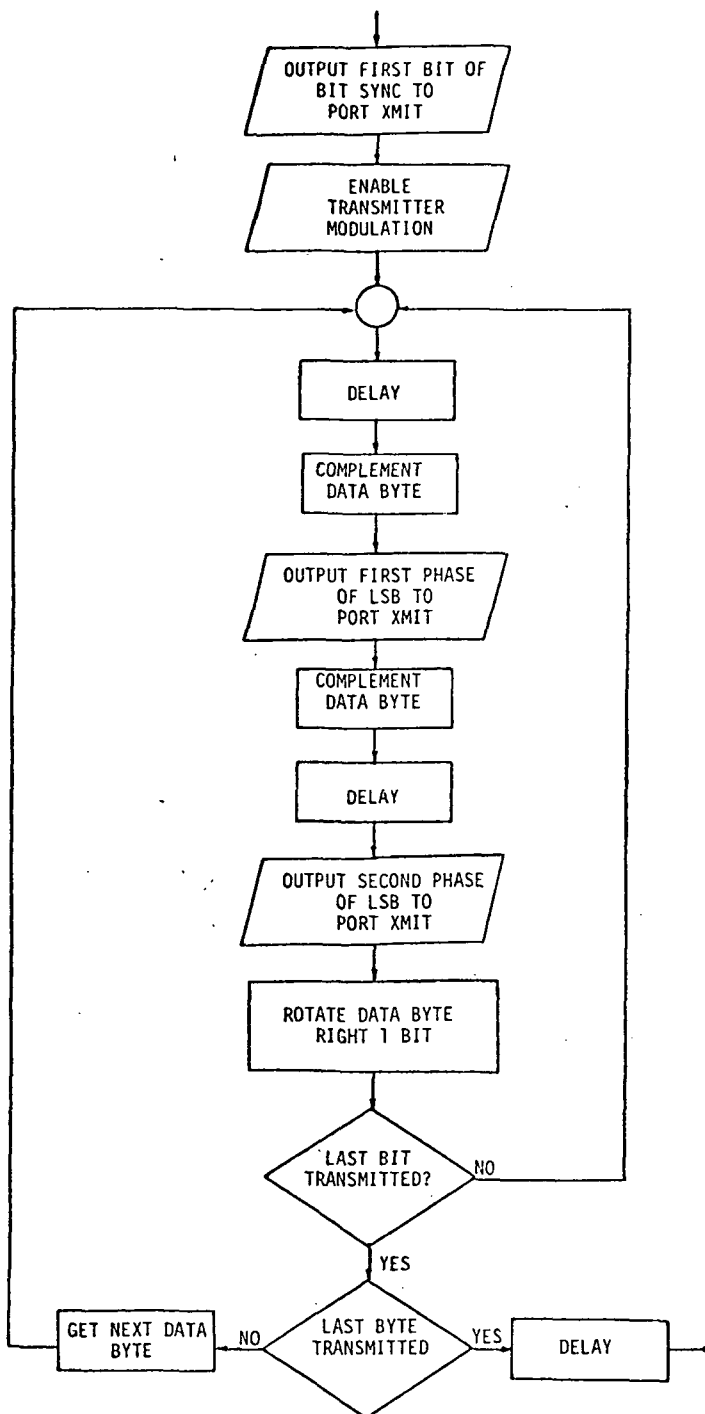 OUTPUT FIRST BIT OF
BIT SYNC TO
PORT XMIT
ENABLE
TRANSMITTER
MODULATION
DELAY
COMPLEMENT
DATA BYTE
OUTPUT FIRST PHASE
OF LSB TO
PORT XMIT
COMPLEMENT
DATA BYTE
DELAY
OUTPUT SECOND PHASE
OF LSB TO
PORT XMIT
ROTATE DATA BYTE
RIGHT 1 BIT
LAST BIT
TRANSMITTED?
NO
YES
GET NEXT DATA
BYTE
NO
LAST BYTE
TRANSMITTED
YES
DELAY